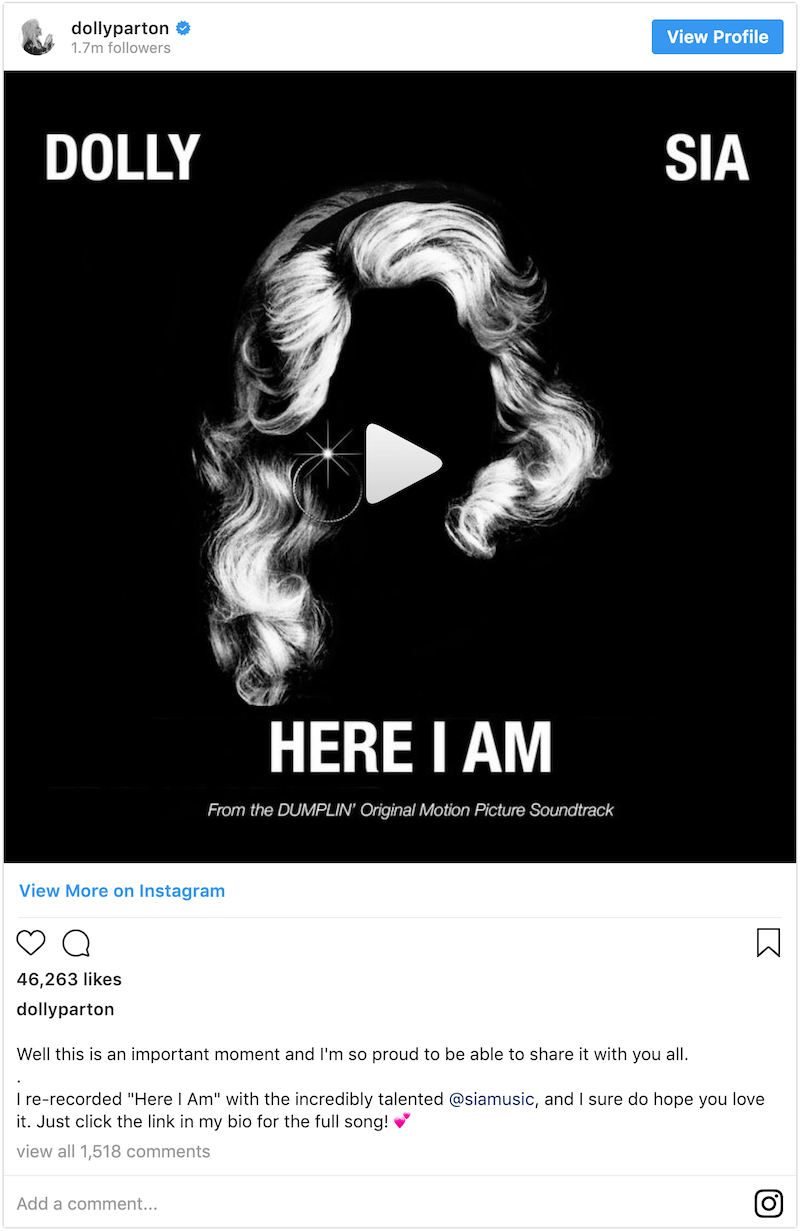 dollyparton
1.7m followers
View Profile
DOLLY
SIA
HERE I AM
From the DUMPLIN' Original Motion Picture Soundtrack
View More on Instagram
46,263 likes
dollyparton
Well this is an important moment and I'm so proud to be able to share it with you all.
.
I re-recorded "Here I Am" with the incredibly talented @siamusic, and I sure do hope you love
it. Just click the link in my bio for the full song! 💕
view all 1,518 comments
Add a comment...